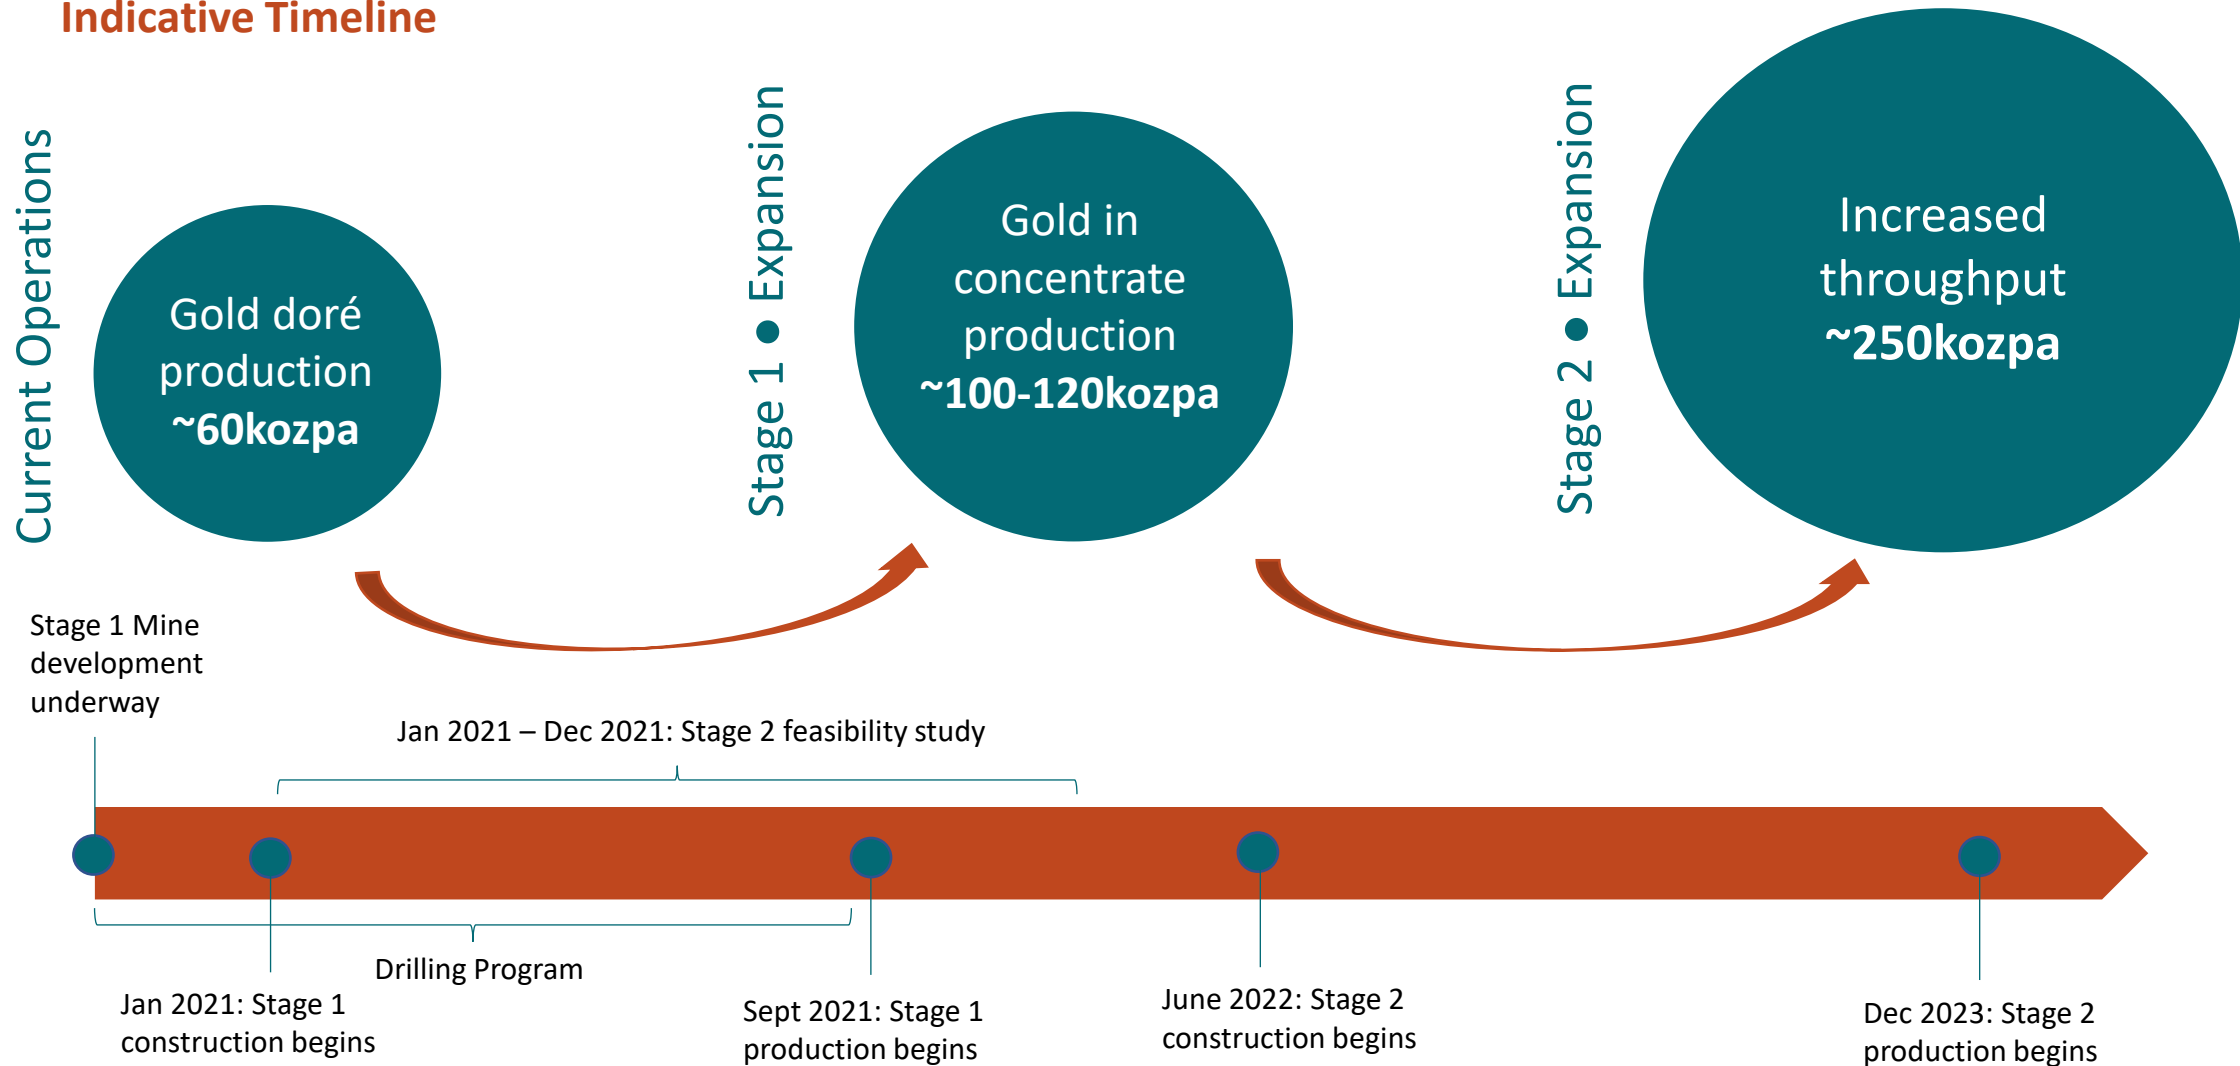 Indicative Timeline
Current Operations
Gold doré
production
~60kozpa
Stage 1 ● Expansion
Gold in
concentrate
production
~100-120kozpa
Stage 2 ● Expansion
Increased
throughput
~250kozpa
Stage 1 Mine
development
underway
Jan 2021 – Dec 2021: Stage 2 feasibility study
Drilling Program
Jan 2021: Stage 1
construction begins
Sept 2021: Stage 1
production begins
June 2022: Stage 2
construction begins
Dec 2023: Stage 2
production begins